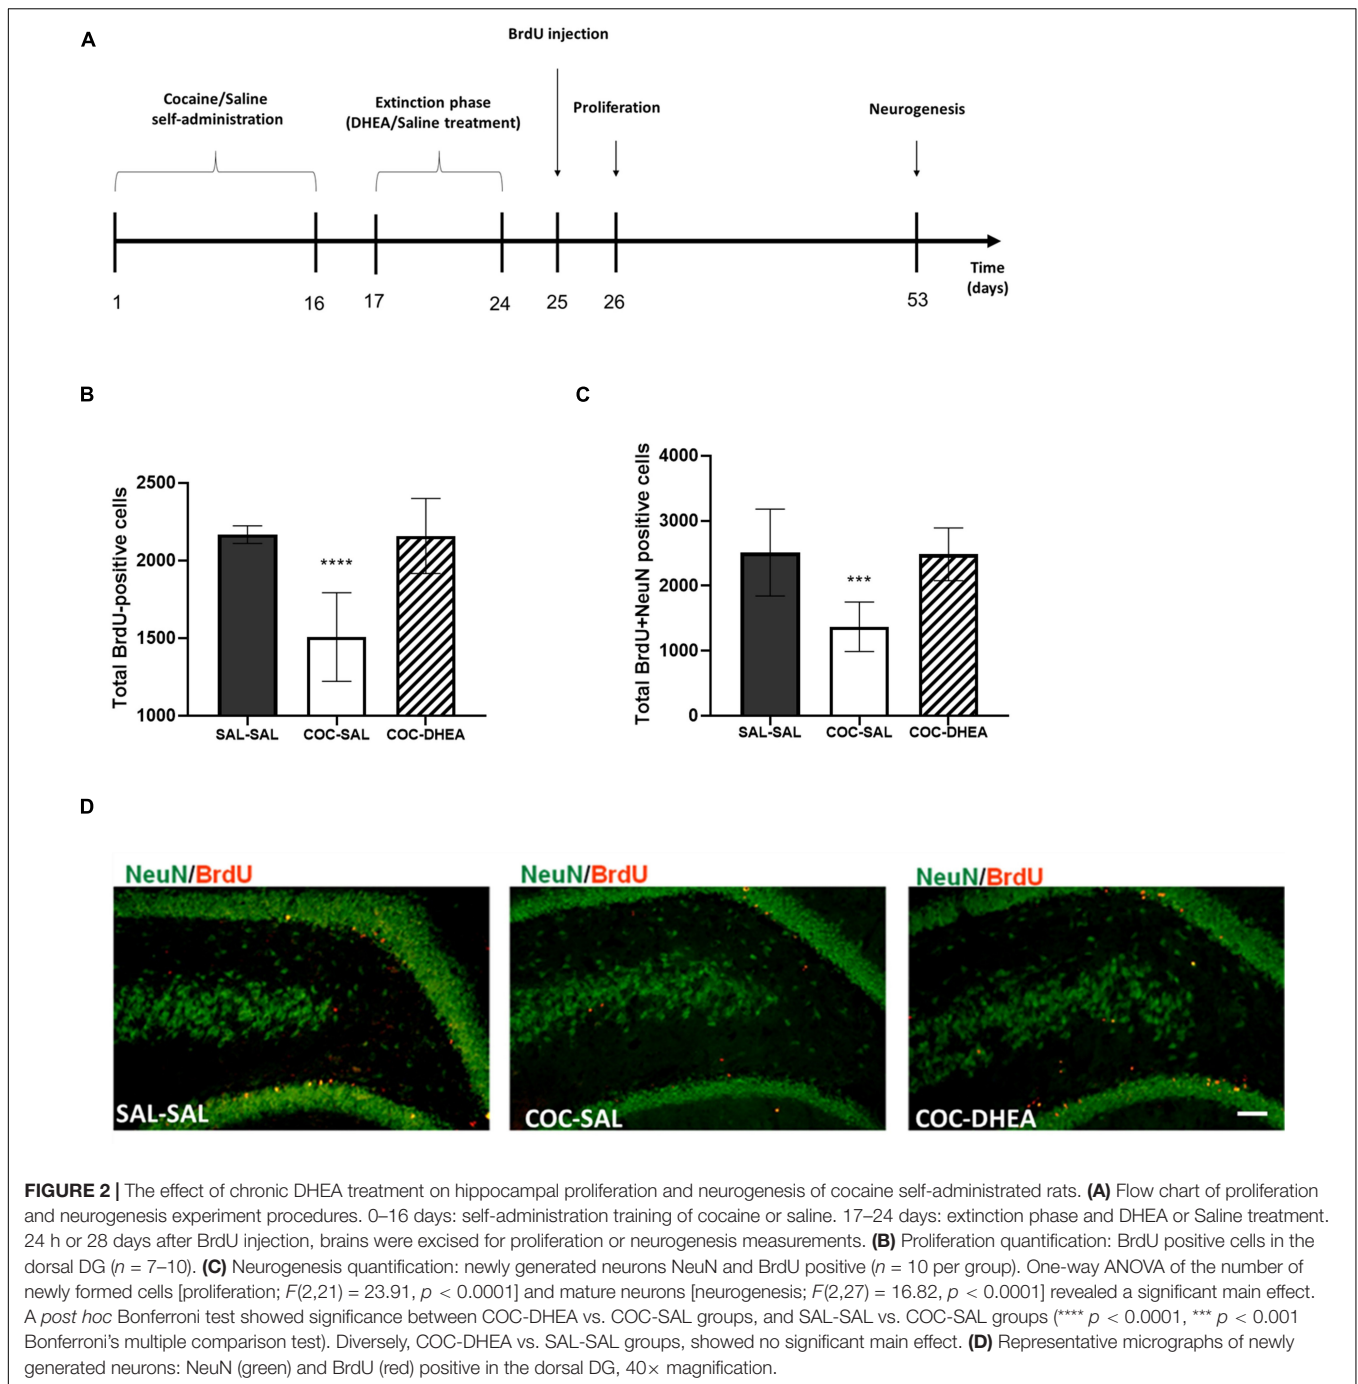 A
BrdU injection
Cocaine/Saline
self-administration
Extinction phase
(DHEA/Saline treatment)
Proliferation
Neurogenesis
Time
(days)
1
16
17
24
25
26
53
B
Total BrdU-positive cells
2500
2000
1500
1000
****
SAL-SAL
COC-SAL
COC-DHEA
C
Total BrdU+NeuN positive cells
4000
3000
2000
1000
0
***
SAL-SAL
COC-SAL
COC-DHEA
D
NeuN/BrdU
NeuN/BrdU
NeuN/BrdU
SAL-SAL
COC-SAL
COC-DHEA
FIGURE 2 | The effect of chronic DHEA treatment on hippocampal proliferation and neurogenesis of cocaine self-administrated rats. (A) Flow chart of proliferation
and neurogenesis experiment procedures. 0–16 days: self-administration training of cocaine or saline. 17–24 days: extinction phase and DHEA or Saline treatment.
24 h or 28 days after BrdU injection, brains were excised for proliferation or neurogenesis measurements. (B) Proliferation quantification: BrdU positive cells in the
dorsal DG (n = 7–10). (C) Neurogenesis quantification: newly generated neurons NeuN and BrdU positive (n = 10 per group). One-way ANOVA of the number of
newly formed cells [proliferation; F(2,21) = 23.91, p < 0.0001] and mature neurons [neurogenesis; F(2,27) = 16.82, p < 0.0001] revealed a significant main effect.
A post hoc Bonferroni test showed significance between COC-DHEA vs. COC-SAL groups, and SAL-SAL vs. COC-SAL groups (**** p < 0.0001, *** p < 0.001
Bonferroni's multiple comparison test). Diversely, COC-DHEA vs. SAL-SAL groups, showed no significant main effect. (D) Representative micrographs of newly
generated neurons: NeuN (green) and BrdU (red) positive in the dorsal DG, 40× magnification.